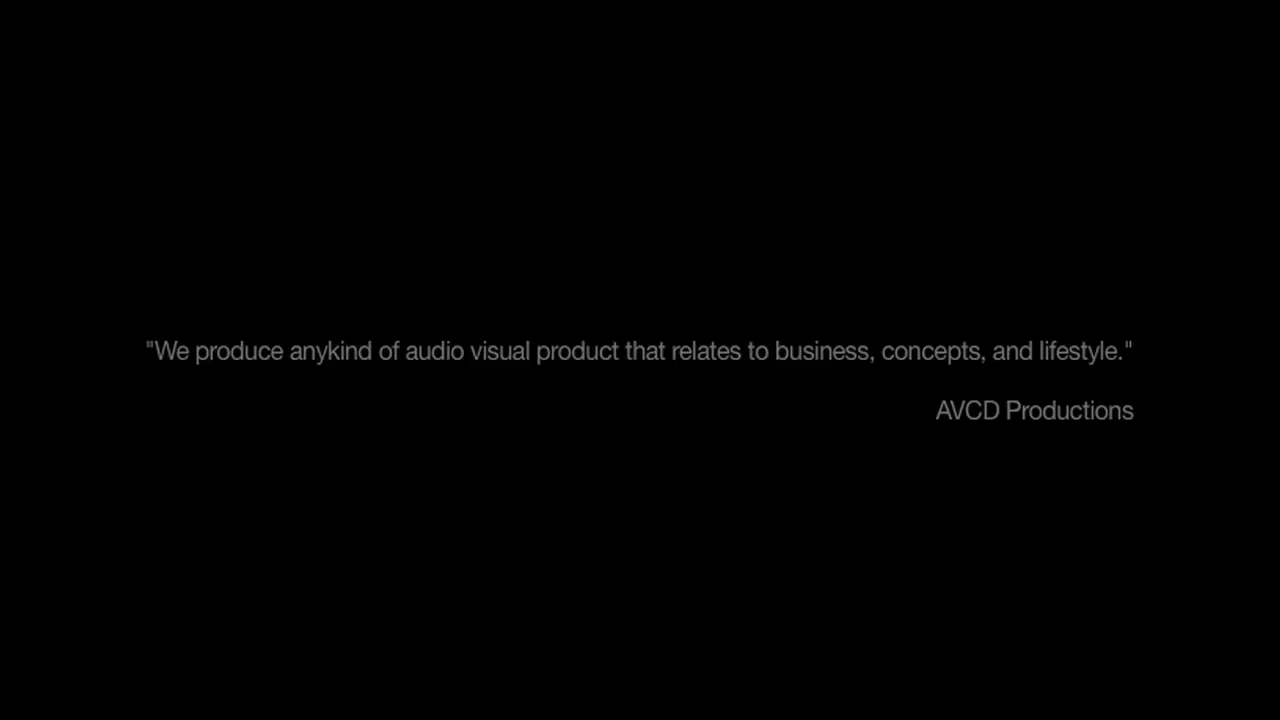 "We produce anykind of audio visual product that relates to business, concepts, and lifestyle."
AVCD Productions